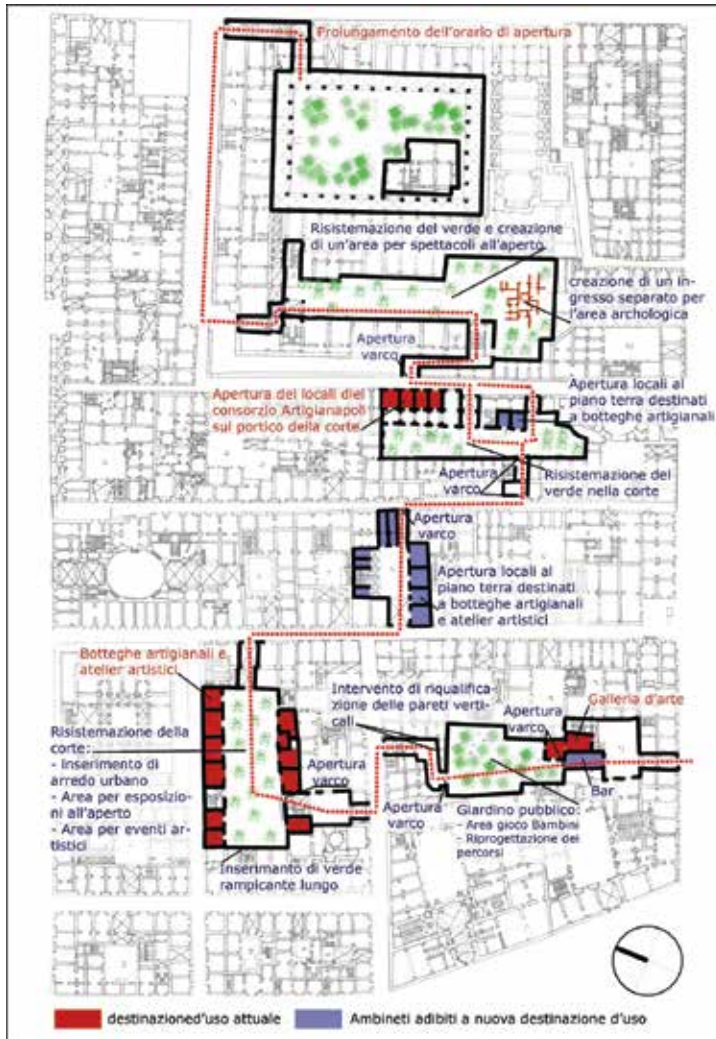 Prolungamento dell'orario di apertura
Risistemazione del verde e creazione
di un'area per spettacoli all'aperto
creazione di un in-
gresso separato per
l'area archologica
Apertura
varco
Apertura dei locali diel
consorzio Artigianapoli
sul portico della corte
Apertura locali al
piano terra destinati
a botteghe artigianali
Apertura
varco
Risistemazione del
verde nella corte
Apertura
varco
Apertura locali al
piano terra destinati
a botteghe artigianali
e atelier artistici
Botteghe artigianali e
atelier artistici
Intervento di riqualifica-
zione delle pareti verti-
cali
Galleria d'arte
Apertura
varco
Risistemazione della
corte:
- Inserimento di
arredo urbano
- Area per esposizio-
ni all'aperto
- Area per eventi ar-
tistici
Apertura
vacco
Bar
Apertura
varco
Giardino pubblico:
- Area gioco Bambini
- Riprogettazione dei
percorsi
Inserimanto di verde
rampicante lungo
destinazioned'uso attuale
Ambineti adibiti a nuova destinazione d'uso